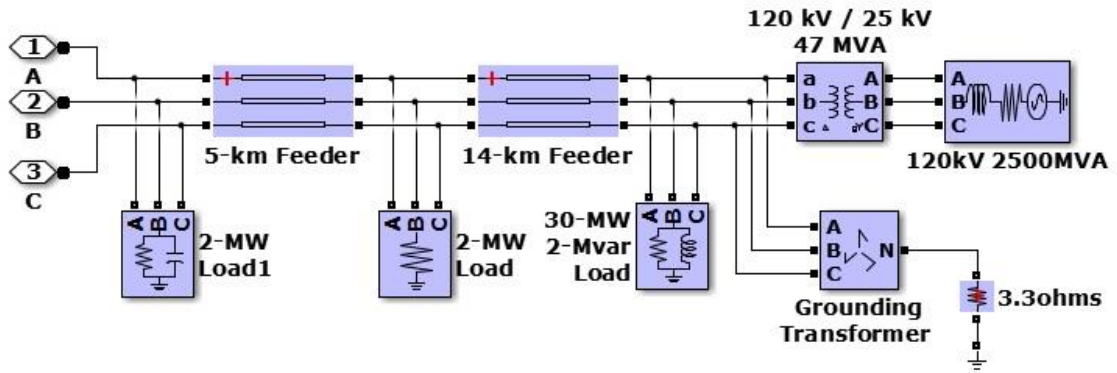 120 kV / 25 kV
47 MVA
1
A
2
B
3
C
a A
b B
c C
A
B
C
5-km Feeder
14-km Feeder
120kV 2500MVA
A B C
2-MW
Load1
A B C
2-MW
Load
A B C
30-MW
2-Mvar
Load
A
B N
C
Grounding
Transformer
3.3ohms